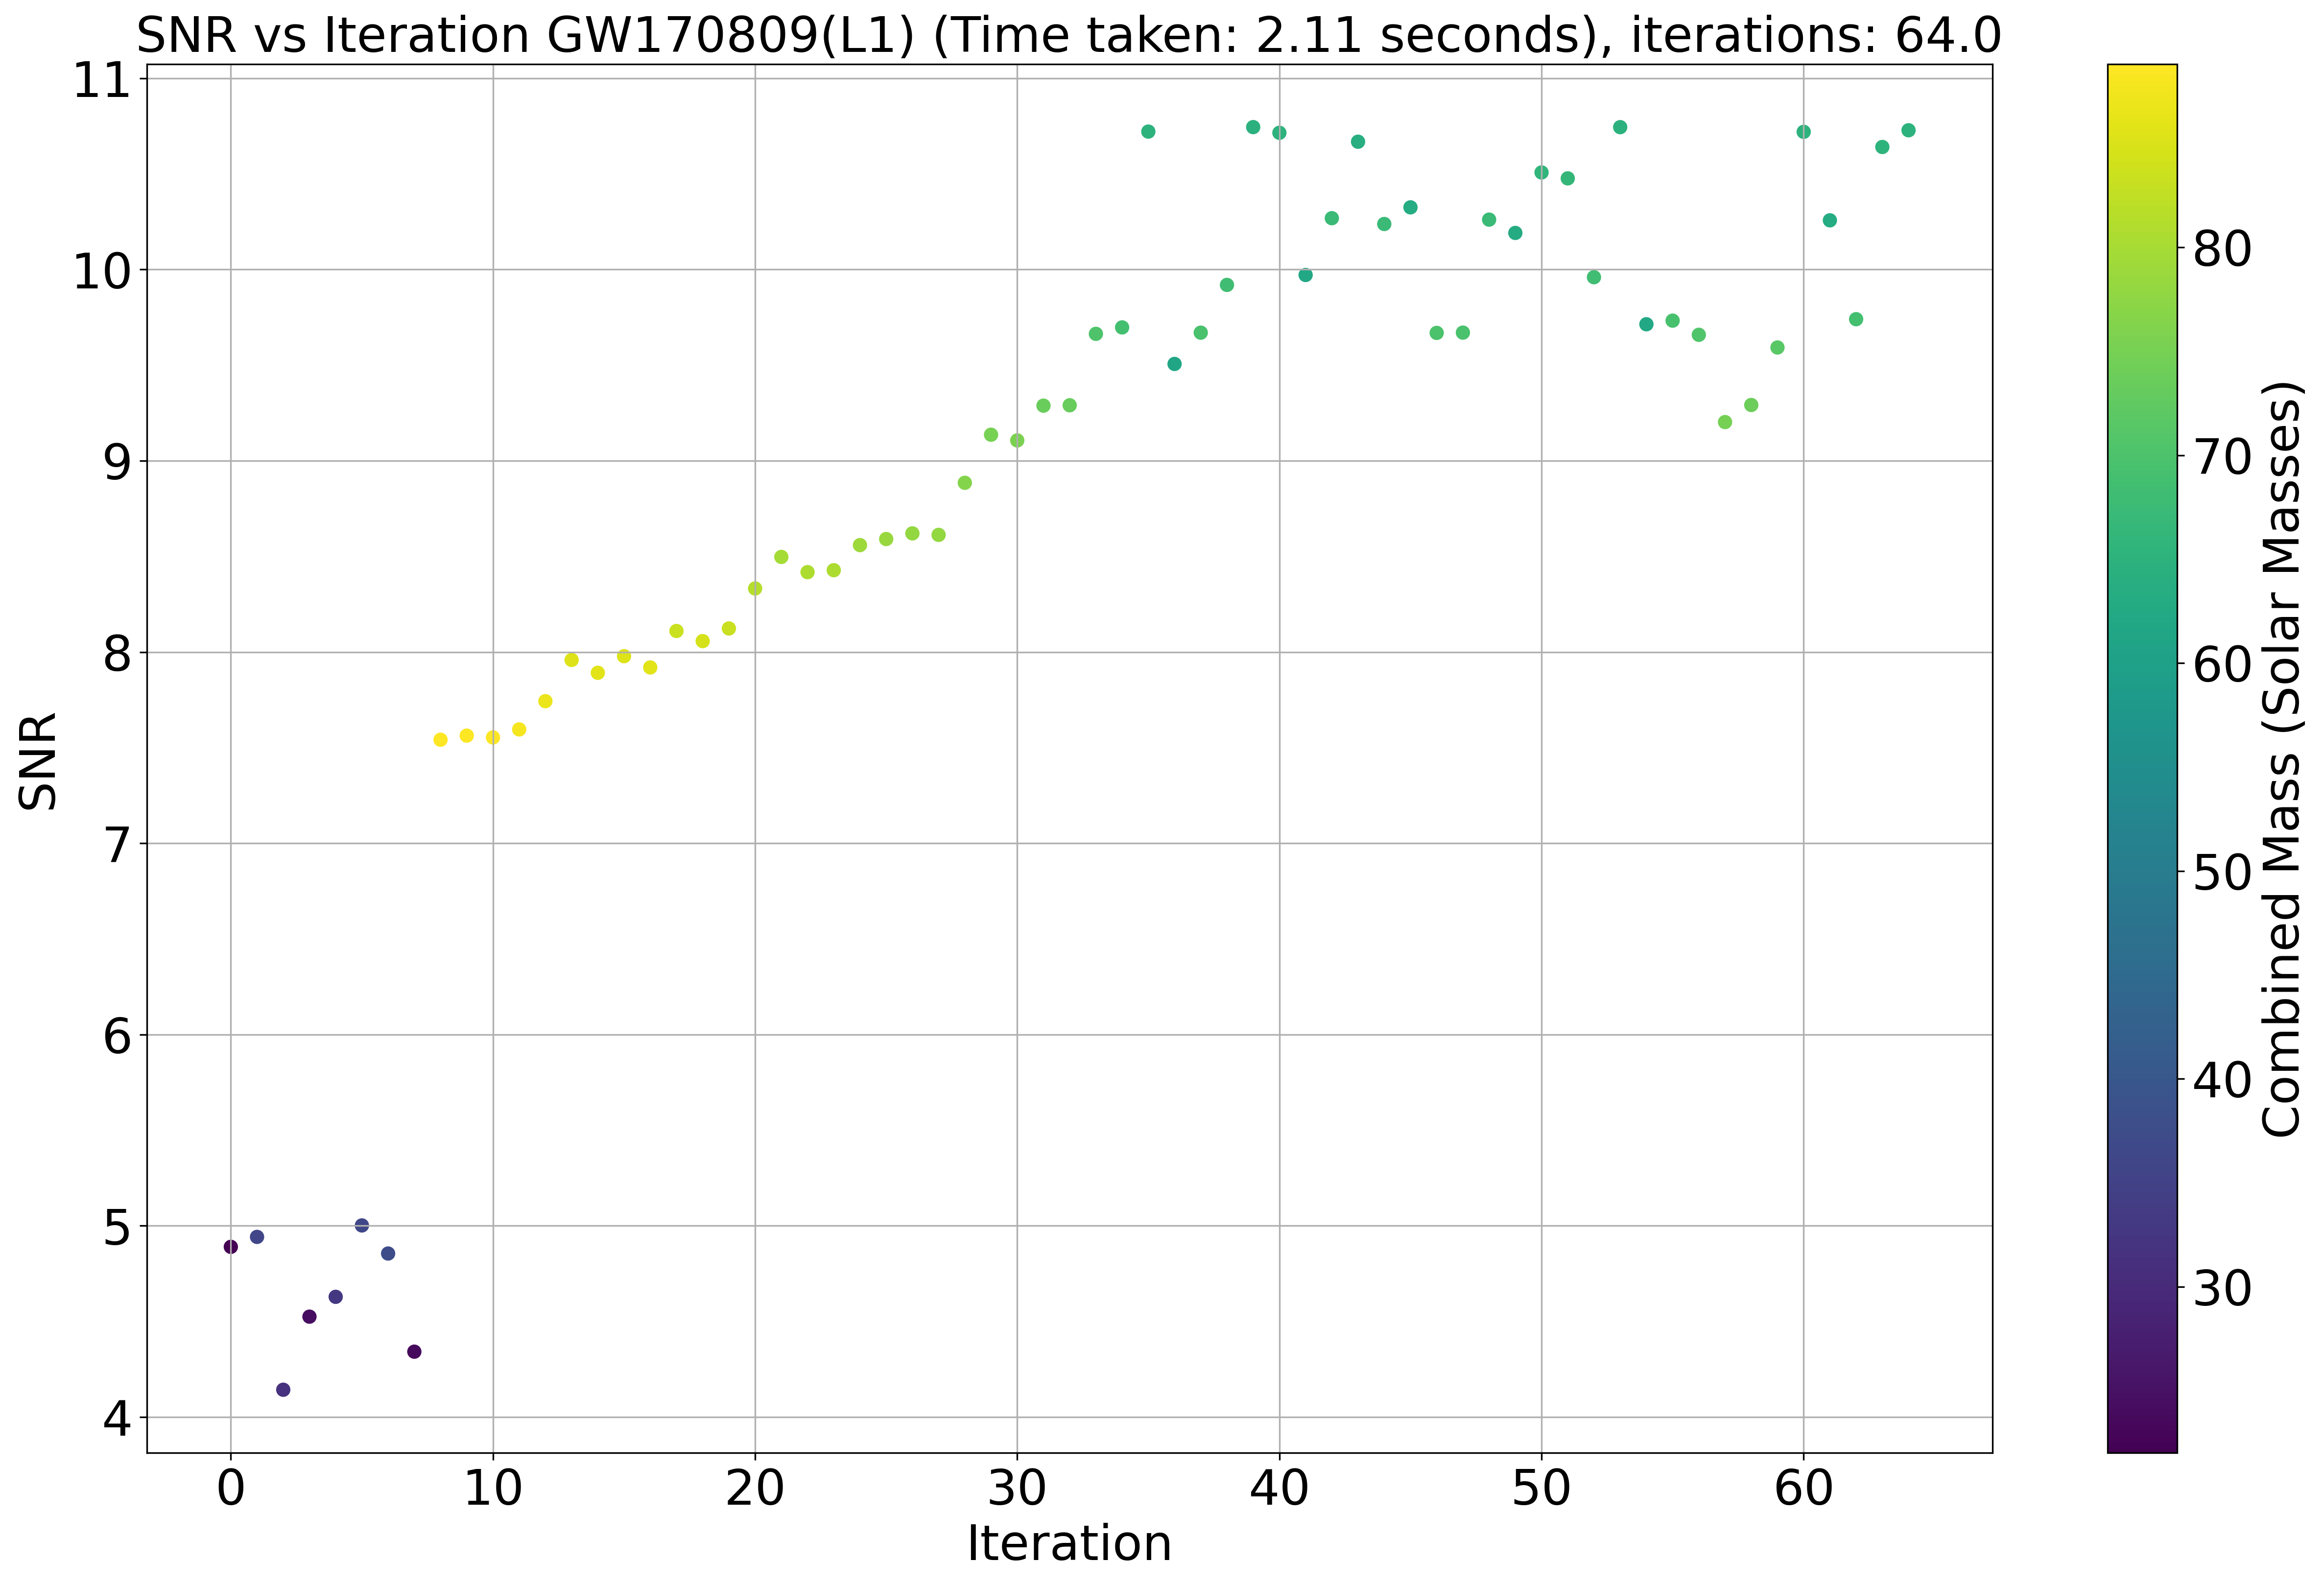 SNR vs Iteration GW170809(L1) (Time taken: 2.11 seconds), iterations: 64.0
11
10
9
8
7
6
5
4
SNR
0 10 20 30 40 50 60
Iteration
80
70
60
50
40
30
Combined Mass (Solar Masses)